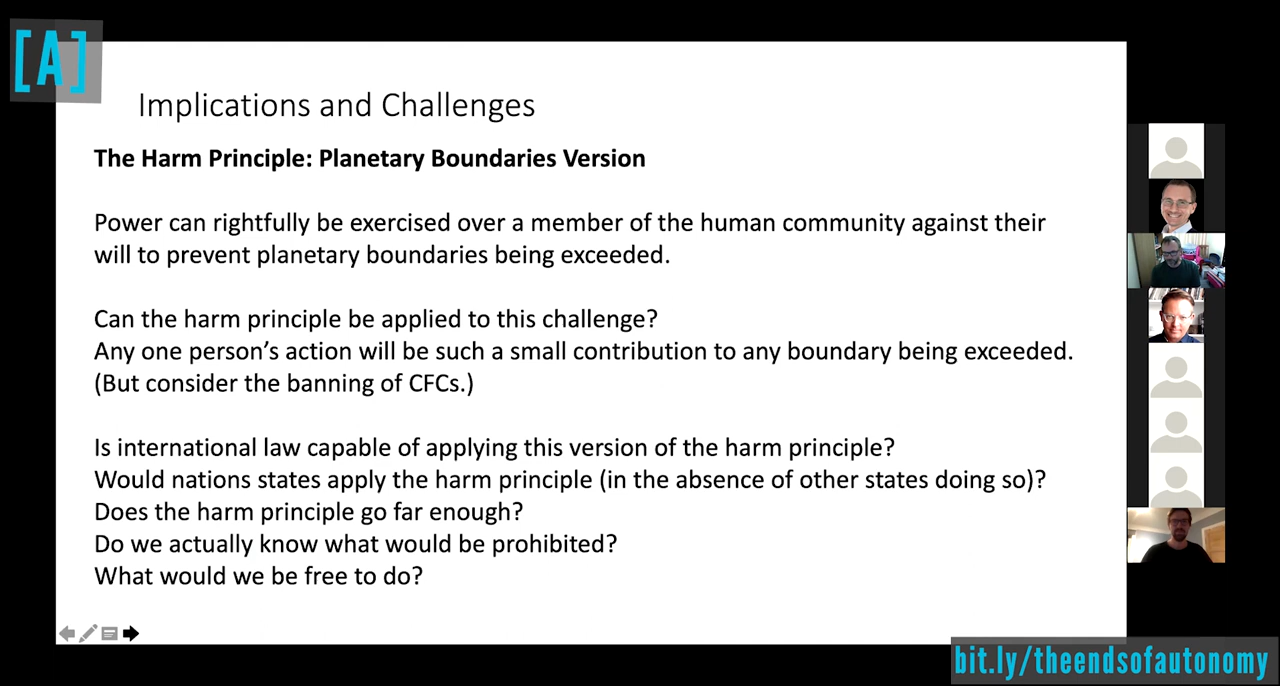 [A]
Implications and Challenges
The Harm Principle: Planetary Boundaries Version
Power can rightfully be exercised over a member of the human community against their
will to prevent planetary boundaries being exceeded.
Can the harm principle be applied to this challenge?
Any one person’s action will be such a small contribution to any boundary being exceeded.
(But consider the banning of CFCs.)
Is international law capable of applying this version of the harm principle?
Would nations states apply the harm principle (in the absence of other states doing so)?
Does the harm principle go far enough?
Do we actually know what would be prohibited?
What would we be free to do?
bit.ly/theendsofautonomy